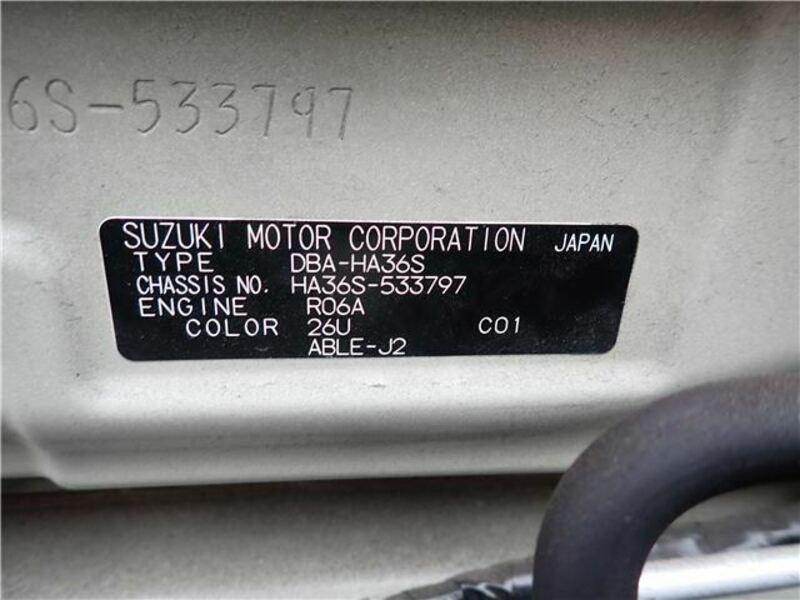 6S-533797
SUZUKI MOTOR CORPORATION JAPAN
TYPE DBA-HA36S
CHASSIS NO. HA36S-533797
ENGINE R06A
COLOR 26U C01
ABLE-J2